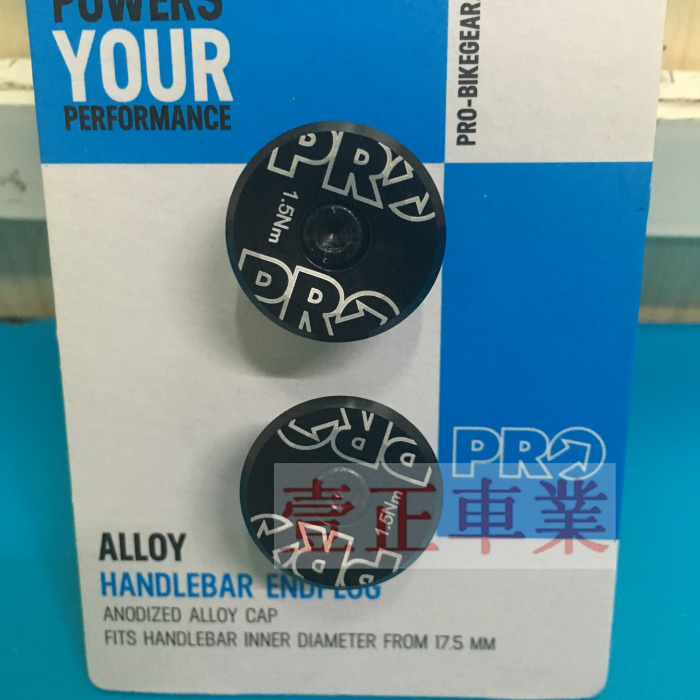 POWERS
YOUR
PERFORMANCE
PRO-BIKEGEAR.
PRO
1.5Nm
PRO
PRO
PRO
1.5Nm
PRO
壹正車業
ALLOY
HANDLEBAR ENDPLUG
ANODIZED ALLOY CAP
FITS HANDLEBAR INNER DIAMETER FROM 17.5 MM